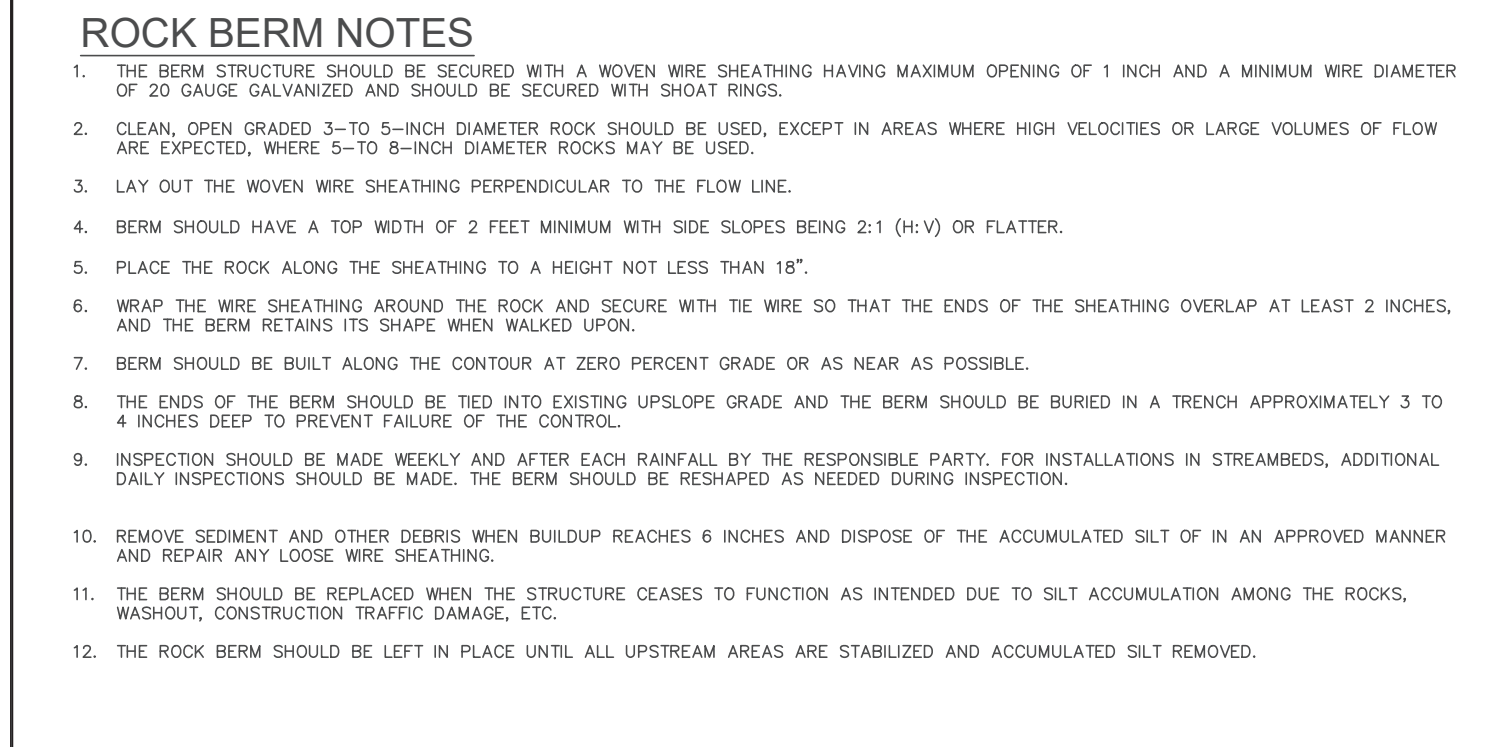 ROCK BERM NOTES
1. THE BERM STRUCTURE SHOULD BE SECURED WITH A WOVEN WIRE SHEATHING HAVING MAXIMUM OPENING OF 1 INCH AND A MINIMUM WIRE DIAMETER
OF 20 GAUGE GALVANIZED AND SHOULD BE SECURED WITH SHOAT RINGS.
2. CLEAN, OPEN GRADED 3–TO 5–INCH DIAMETER ROCK SHOULD BE USED, EXCEPT IN AREAS WHERE HIGH VELOCITIES OR LARGE VOLUMES OF FLOW
ARE EXPECTED, WHERE 5–TO 8–INCH DIAMETER ROCKS MAY BE USED.
3. LAY OUT THE WOVEN WIRE SHEATHING PERPENDICULAR TO THE FLOW LINE.
4. BERM SHOULD HAVE A TOP WIDTH OF 2 FEET MINIMUM WITH SIDE SLOPES BEING 2:1 (H:V) OR FLATTER.
5. PLACE THE ROCK ALONG THE SHEATHING TO A HEIGHT NOT LESS THAN 18”.
6. WRAP THE WIRE SHEATHING AROUND THE ROCK AND SECURE WITH TIE WIRE SO THAT THE ENDS OF THE SHEATHING OVERLAP AT LEAST 2 INCHES,
AND THE BERM RETAINS ITS SHAPE WHEN WALKED UPON.
7. BERM SHOULD BE BUILT ALONG THE CONTOUR AT ZERO PERCENT GRADE OR AS NEAR AS POSSIBLE.
8. THE ENDS OF THE BERM SHOULD BE TIED INTO EXISTING UPSLOPE GRADE AND THE BERM SHOULD BE BURIED IN A TRENCH APPROXIMATELY 3 TO
4 INCHES DEEP TO PREVENT FAILURE OF THE CONTROL.
9. INSPECTION SHOULD BE MADE WEEKLY AND AFTER EACH RAINFALL BY THE RESPONSIBLE PARTY. FOR INSTALLATIONS IN STREAMBEDS, ADDITIONAL
DAILY INSPECTIONS SHOULD BE MADE. THE BERM SHOULD BE RESHAPED AS NEEDED DURING INSPECTION.
10. REMOVE SEDIMENT AND OTHER DEBRIS WHEN BUILDUP REACHES 6 INCHES AND DISPOSE OF THE ACCUMULATED SILT OF IN AN APPROVED MANNER
AND REPAIR ANY LOOSE WIRE SHEATHING.
11. THE BERM SHOULD BE REPLACED WHEN THE STRUCTURE CEASES TO FUNCTION AS INTENDED DUE TO SILT ACCUMULATION AMONG THE ROCKS,
WASHOUT, CONSTRUCTION TRAFFIC DAMAGE, ETC.
12. THE ROCK BERM SHOULD BE LEFT IN PLACE UNTIL ALL UPSTREAM AREAS ARE STABILIZED AND ACCUMULATED SILT REMOVED.